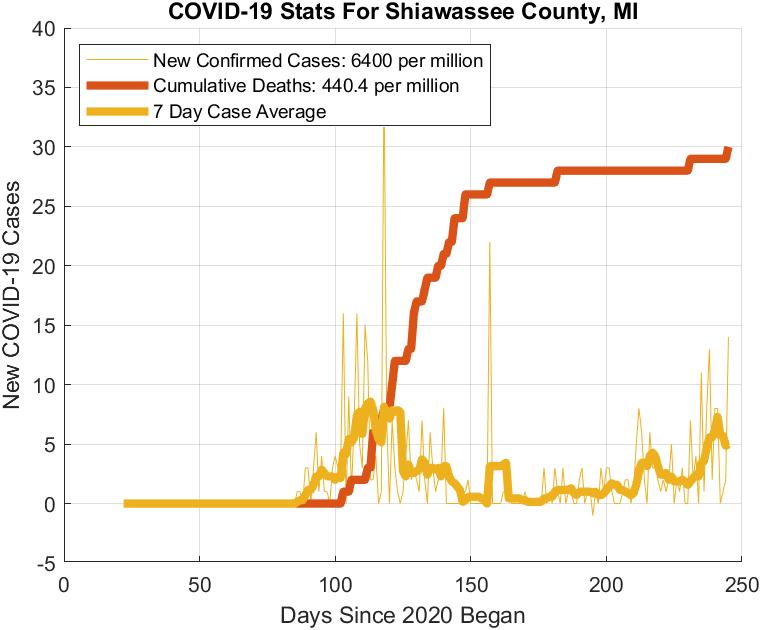 COVID-19 Stats For Shiawassee County, MI
New Confirmed Cases: 6400 per million
Cumulative Deaths: 440.4 per million
7 Day Case Average
New COVID-19 Cases
40
35
30
25
20
15
10
5
0
-5
0 50 100 150 200 250
Days Since 2020 Began